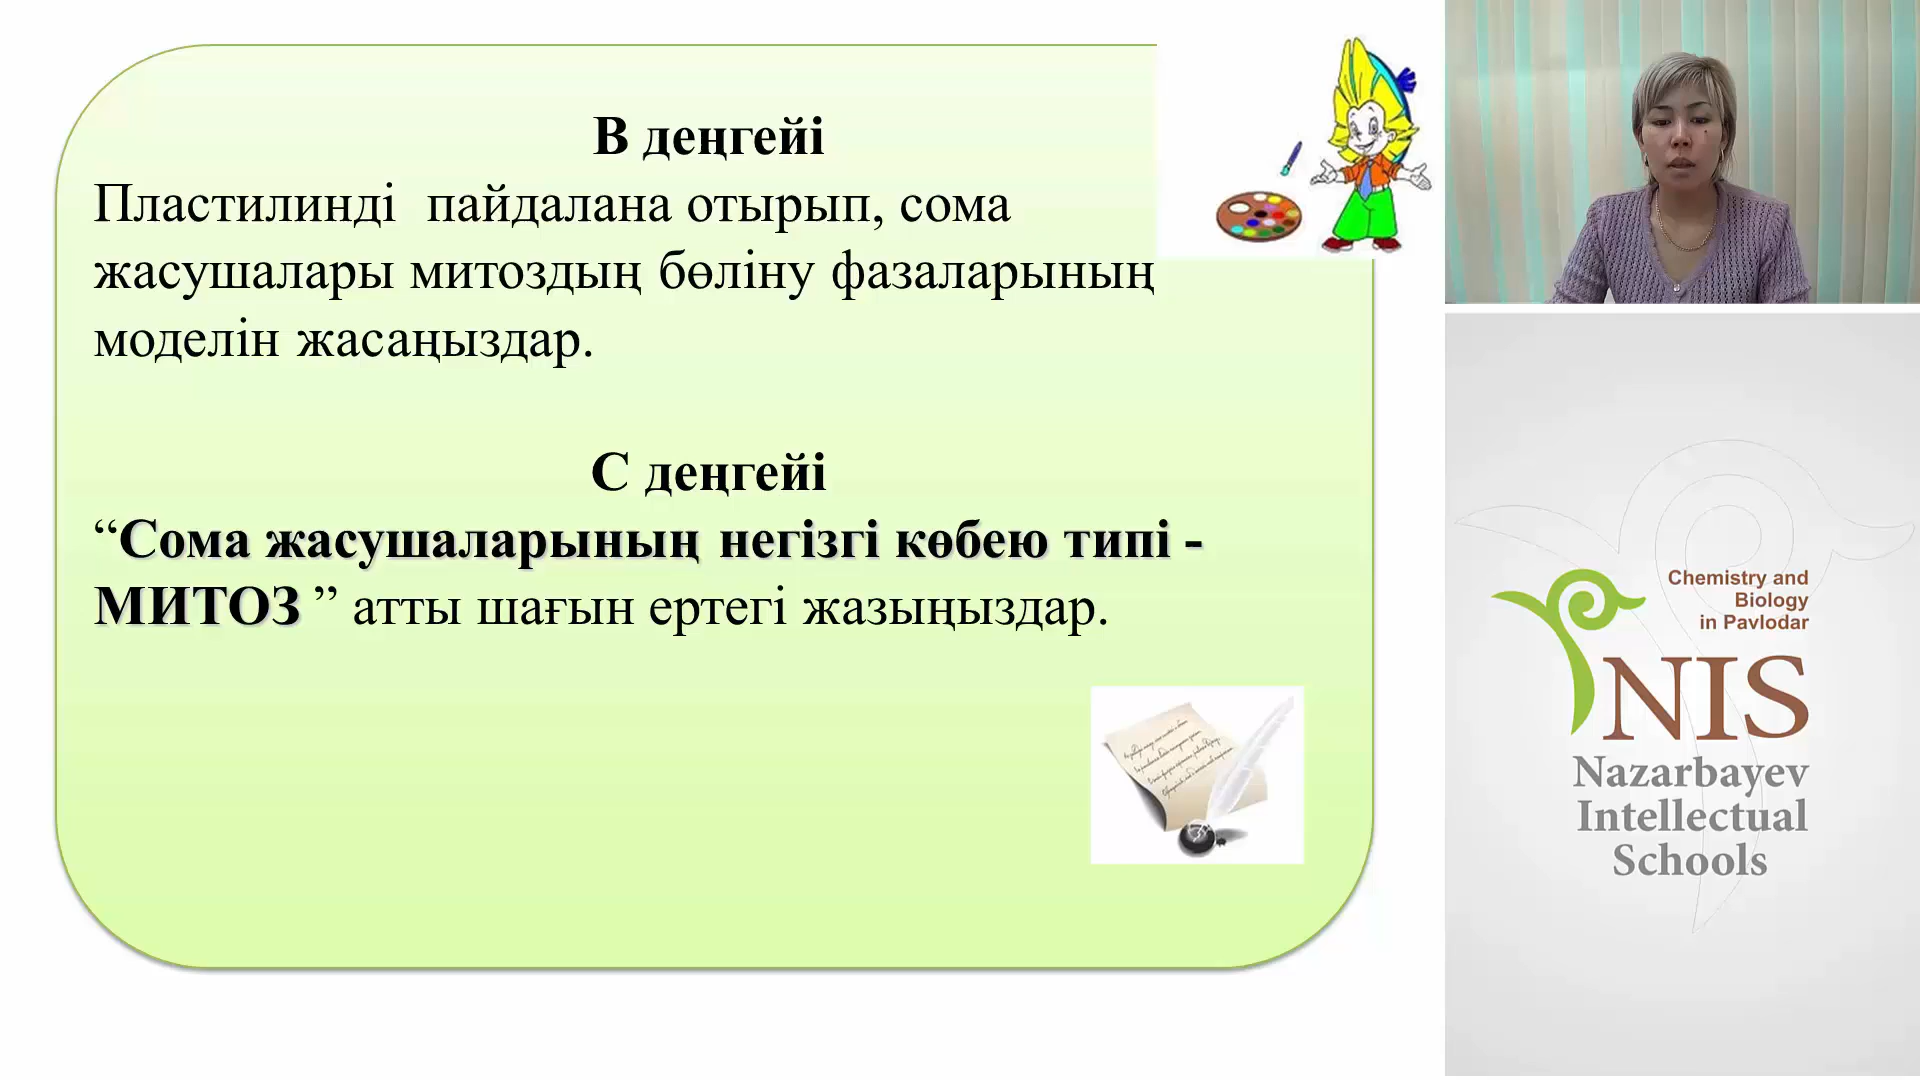 В деңгейі
Пластилинді пайдалана отырып, сома
жасушалары митоздың бөліну фазаларының
моделін жасаңыздар.
С деңгейі
“Сома жасушаларының негізгі көбею типі -
МИТОЗ ” атты шағын ертегі жазыңыздар.
Chemistry and
Biology
in Pavlodar
NIS
Nazarbayev
Intellectual
Schools